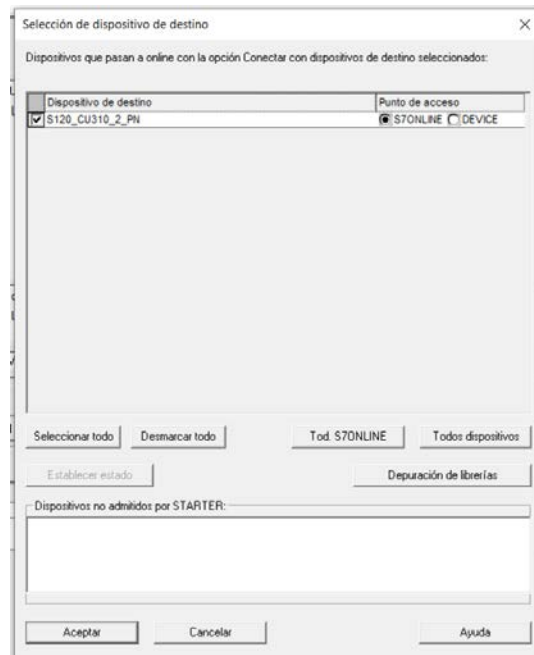 Selección de dispositivo de destino
Dispositivos que pasan a online con la opción Conectar con dispositivos de destino seleccionados:
Dispositivo de destino Punto de acceso
S120_CU310_2_PN S7ONLINE DEVICE
Seleccionar todo Desmarcar todo Tod. S7ONLINE Todos dispositivos
Establecer estado Depuración de librerías
Dispositivos no admitidos por STARTER:
Aceptar Cancelar Ayuda